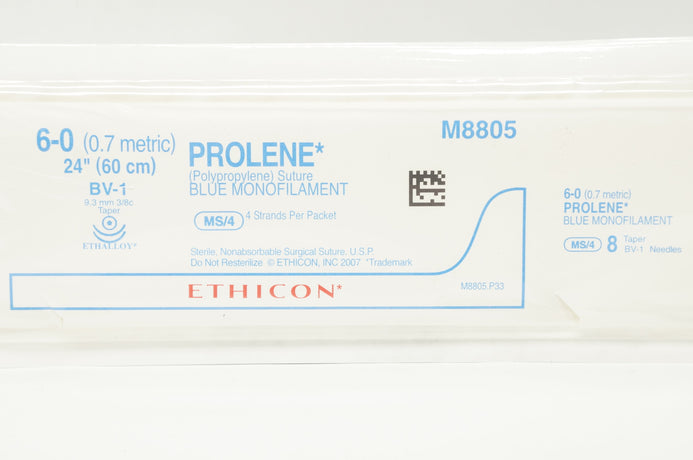 6-0 (0.7 metric)
24" (60 cm)
BV-1
9.3 mm 3/8c
Taper
ETHALLOY*
PROLENE*
(Polypropylene) Suture
BLUE MONOFILAMENT
MS/4 4 Strands Per Packet
Sterile, Nonabsorbable Surgical Suture, U.S.P.
Do Not Resterilize © ETHICON, INC 2007 *Trademark
ETHICON*
M8805
M8805.P33
6-0 (0.7 metric)
PROLENE*
BLUE MONOFILAMENT
MS/4 8 Taper
BV-1 Needles